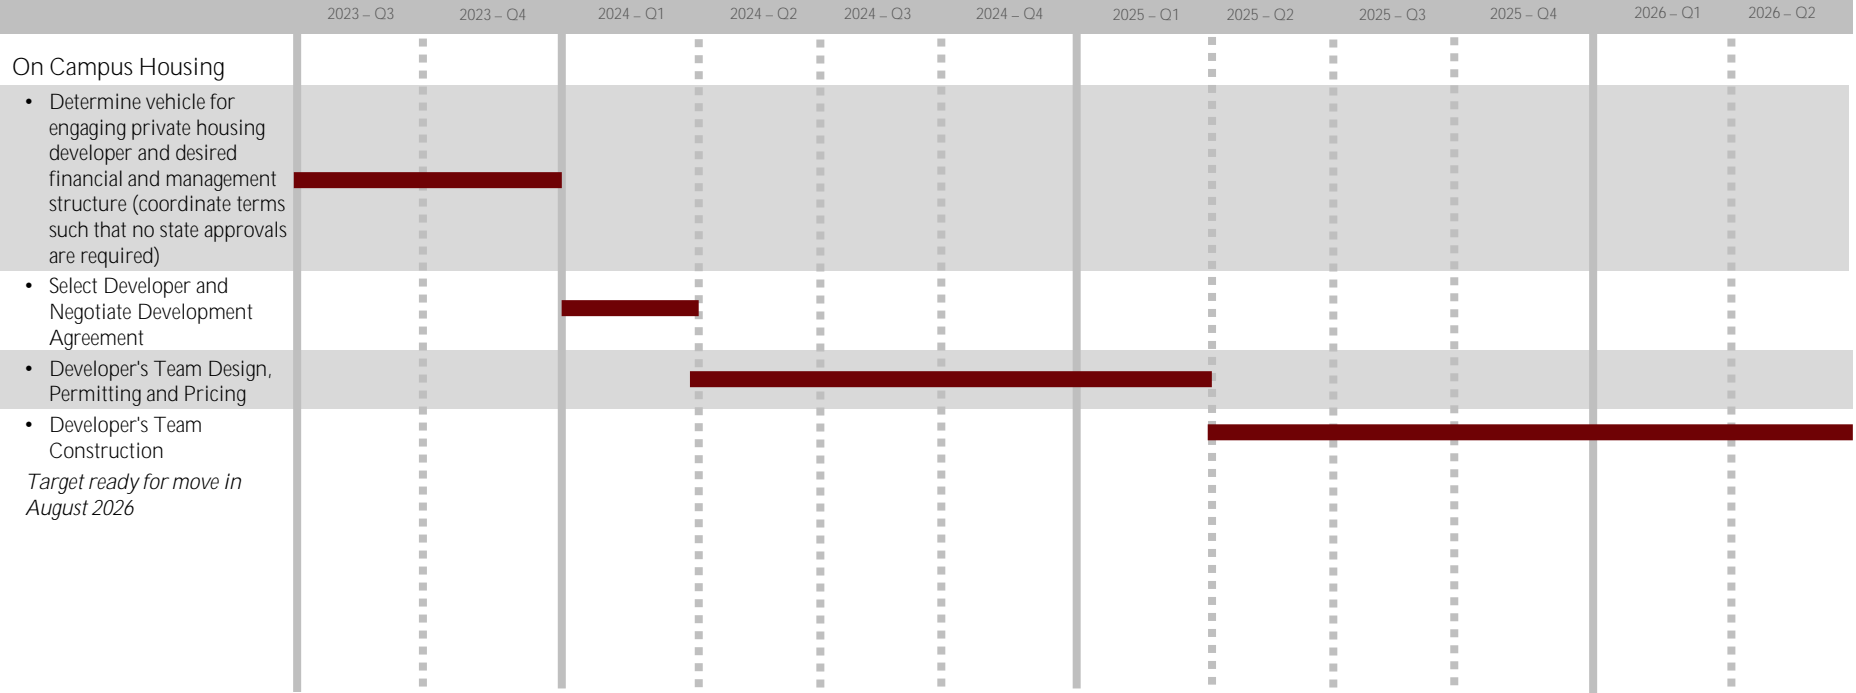 2023 – Q3 2023 – Q4 2024 – Q1 2024 – Q2 2024 – Q3 2024 – Q4 2025 – Q1 2025 – Q2 2025 – Q3 2025 – Q4 2026 – Q1 2026 – Q2
On Campus Housing
• Determine vehicle for
engaging private housing
developer and desired
financial and management
structure (coordinate terms
such that no state approvals
are required)
• Select Developer and
Negotiate Development
Agreement
• Developer's Team Design,
Permitting and Pricing
• Developer's Team
Construction
Target ready for move in
August 2026